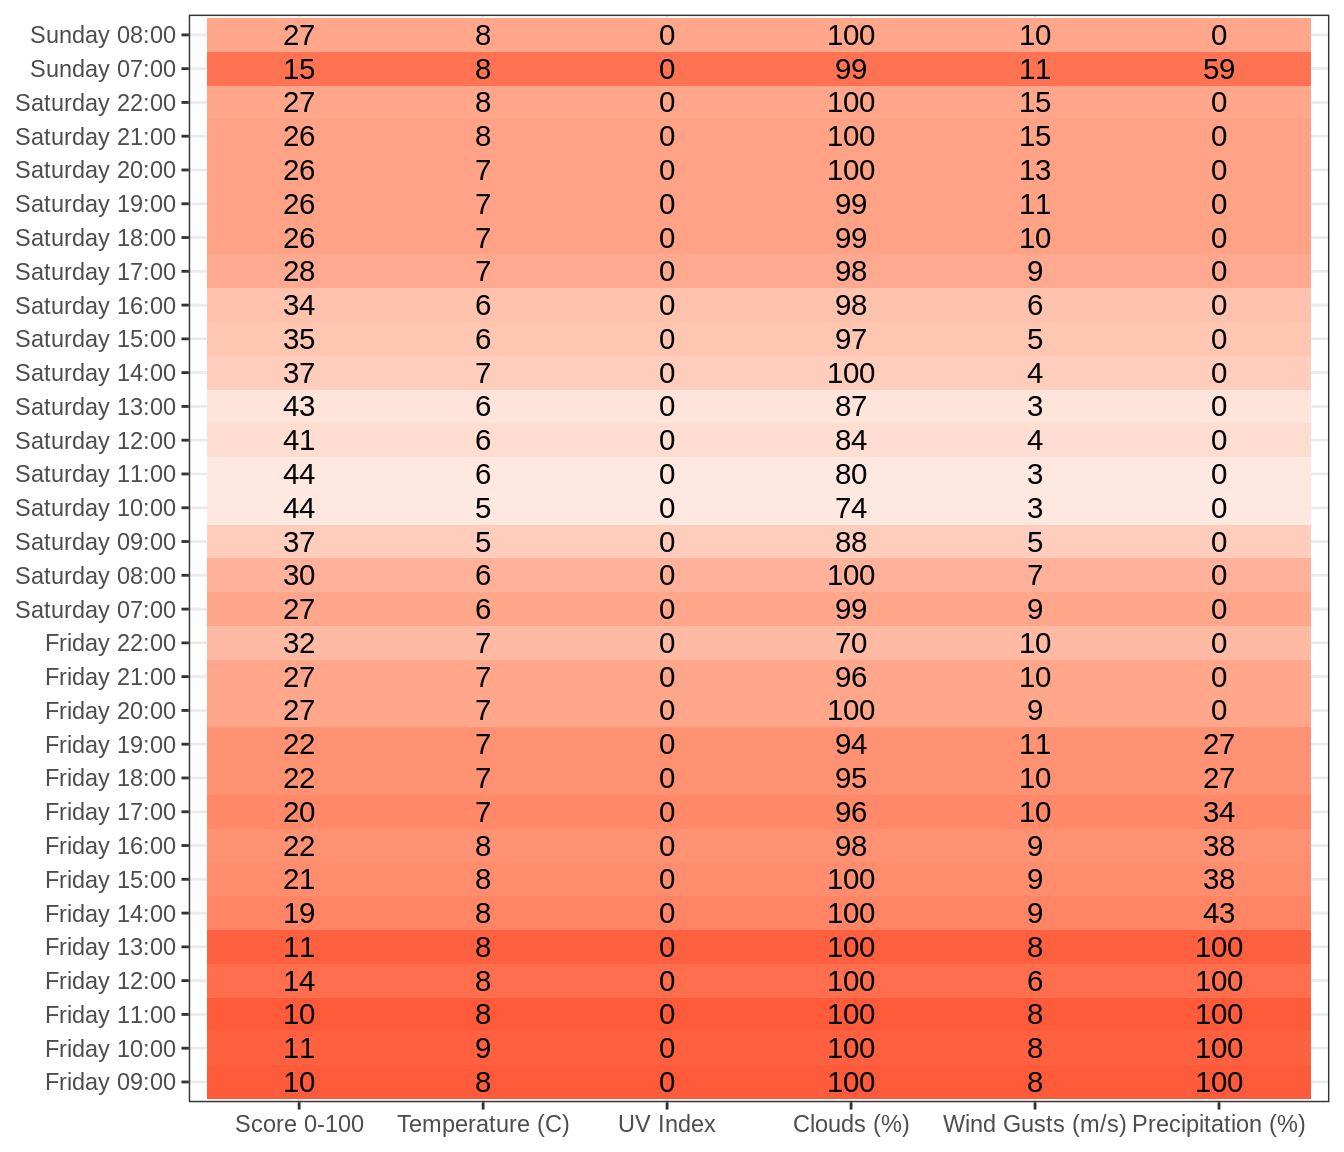 Sunday 08:00 27 8 0 100 10 0
Sunday 07:00 15 8 0 99 11 59
Saturday 22:00 27 8 0 100 15 0
Saturday 21:00 26 8 0 100 15 0
Saturday 20:00 26 7 0 100 13 0
Saturday 19:00 26 7 0 99 11 0
Saturday 18:00 26 7 0 99 10 0
Saturday 17:00 28 7 0 98 9 0
Saturday 16:00 34 6 0 98 6 0
Saturday 15:00 35 6 0 97 5 0
Saturday 14:00 37 7 0 100 4 0
Saturday 13:00 43 6 0 87 3 0
Saturday 12:00 41 6 0 84 4 0
Saturday 11:00 44 6 0 80 3 0
Saturday 10:00 44 5 0 74 3 0
Saturday 09:00 37 5 0 88 5 0
Saturday 08:00 30 6 0 100 7 0
Saturday 07:00 27 6 0 99 9 0
Friday 22:00 32 7 0 70 10 0
Friday 21:00 27 7 0 96 10 0
Friday 20:00 27 7 0 100 9 0
Friday 19:00 22 7 0 94 11 27
Friday 18:00 22 7 0 95 10 27
Friday 17:00 20 7 0 96 10 34
Friday 16:00 22 8 0 98 9 38
Friday 15:00 21 8 0 100 9 38
Friday 14:00 19 8 0 100 9 43
Friday 13:00 11 8 0 100 8 100
Friday 12:00 14 8 0 100 6 100
Friday 11:00 10 8 0 100 8 100
Friday 10:00 11 9 0 100 8 100
Friday 09:00 10 8 0 100 8 100
Score 0-100 Temperature (C) UV Index Clouds (%) Wind Gusts (m/s) Precipitation (%)